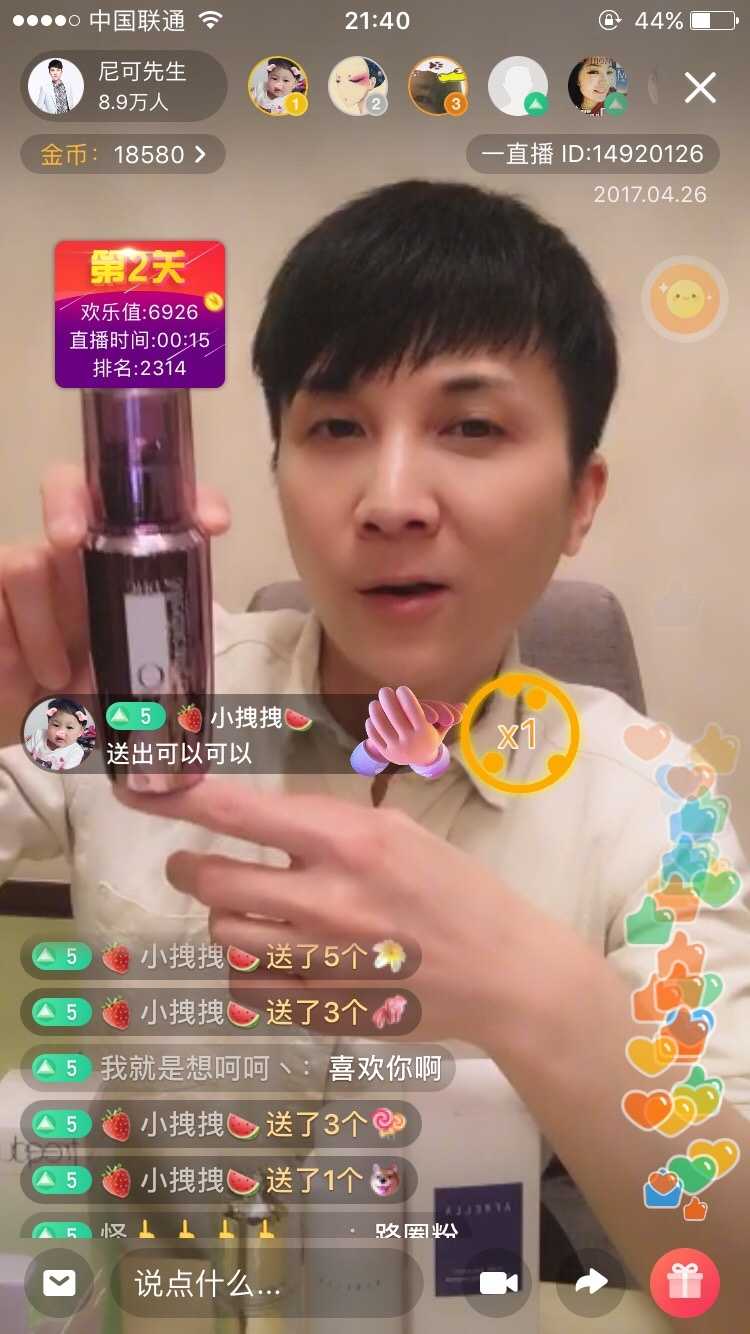 中国联通
21:40
44%
尼可先生
8.9万人
1
2
3
金币：18580
一直播 ID:14920126
2017.04.26
第2关
欢乐值:6926
直播时间:00:15
排名:2314
5 小拽拽
送出可以可以
x1
5 小拽拽 送了5个
5 小拽拽 送了3个
5 我就是想呵呵丶：喜欢你啊
5 小拽拽 送了3个
5 小拽拽 送了1个
AFNELLA
说点什么...